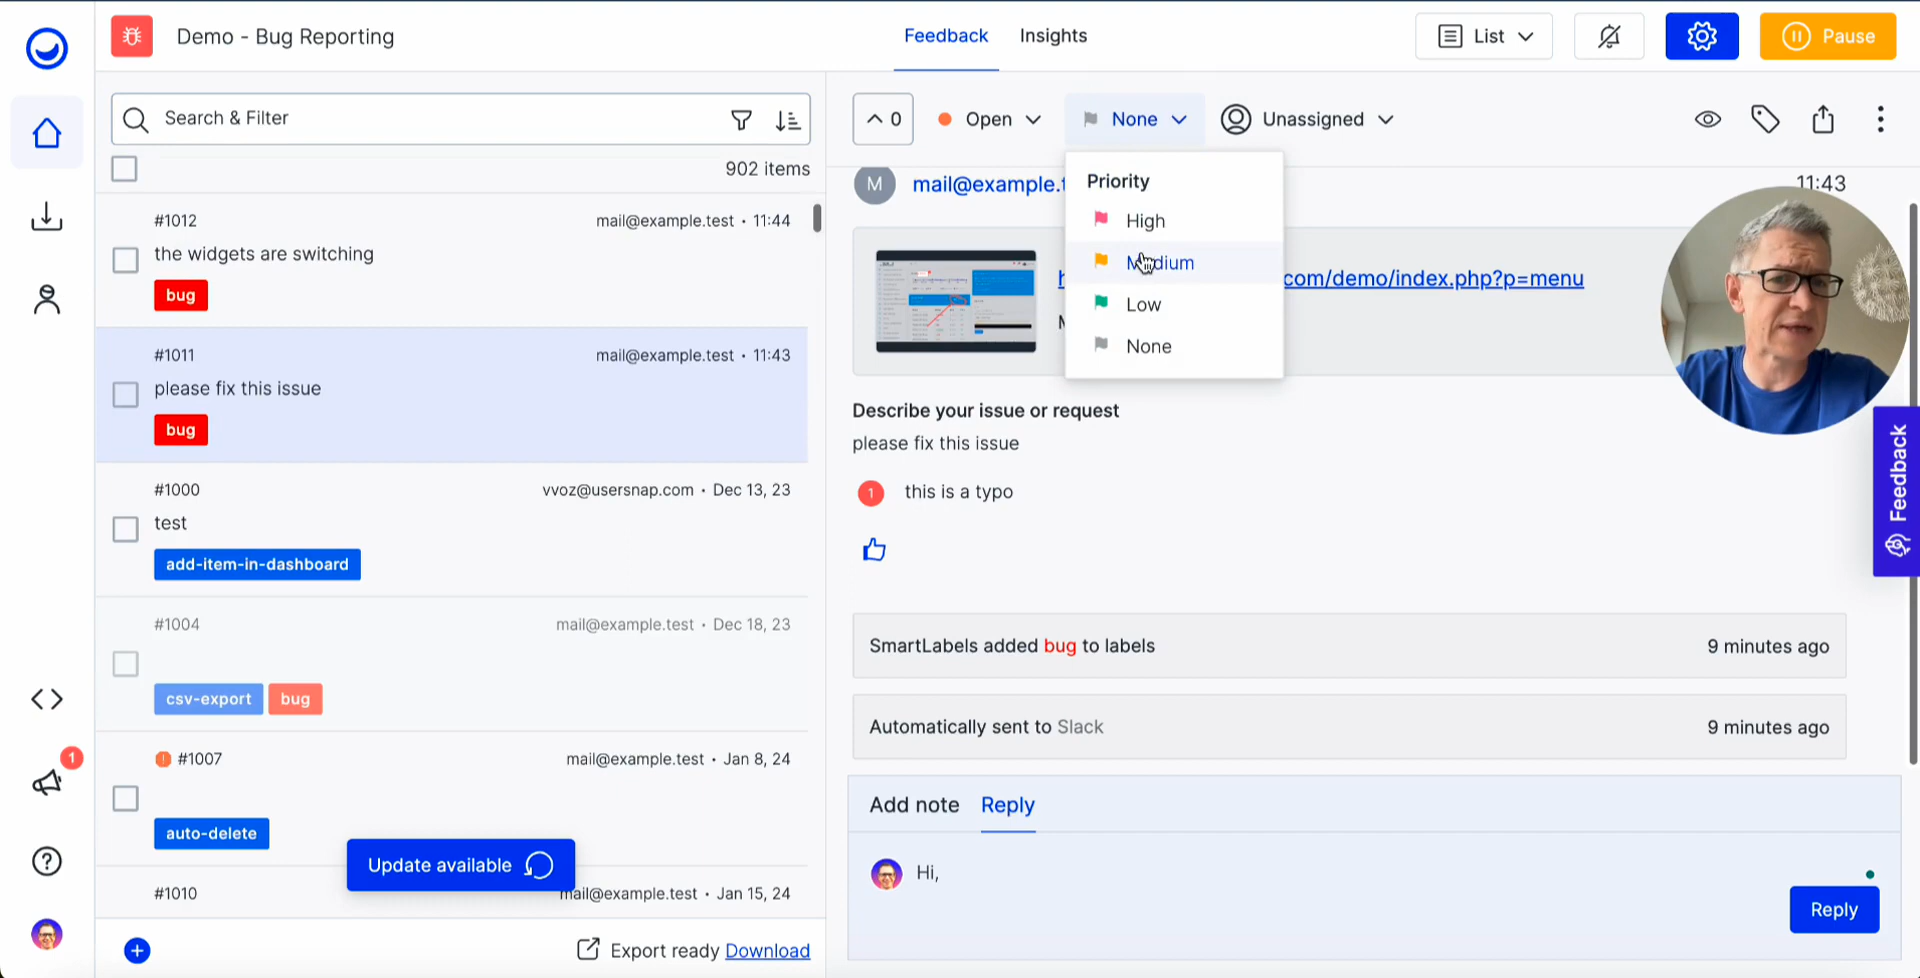 Demo - Bug Reporting
Feedback
Insights
List
Pause
Search & Filter
902 items
#1012
mail@example.test • 11:44
the widgets are switching
bug
#1011
mail@example.test • 11:43
please fix this issue
bug
#1000
vvoz@usersnap.com • Dec 13, 23
test
add-item-in-dashboard
#1004
mail@example.test • Dec 18, 23
csv-export
bug
#1007
mail@example.test • Jan 8, 24
auto-delete
Update available
#1010
mail@example.test • Jan 15, 24
Export ready Download
1
0
Open
None
Unassigned
Priority
High
Medium
Low
None
M
mail@example.t
11:43
com/demo/index.php?p=menu
Describe your issue or request
please fix this issue
1 this is a typo
SmartLabels added bug to labels
9 minutes ago
Automatically sent to Slack
9 minutes ago
Add note
Reply
Hi,
Reply
Feedback